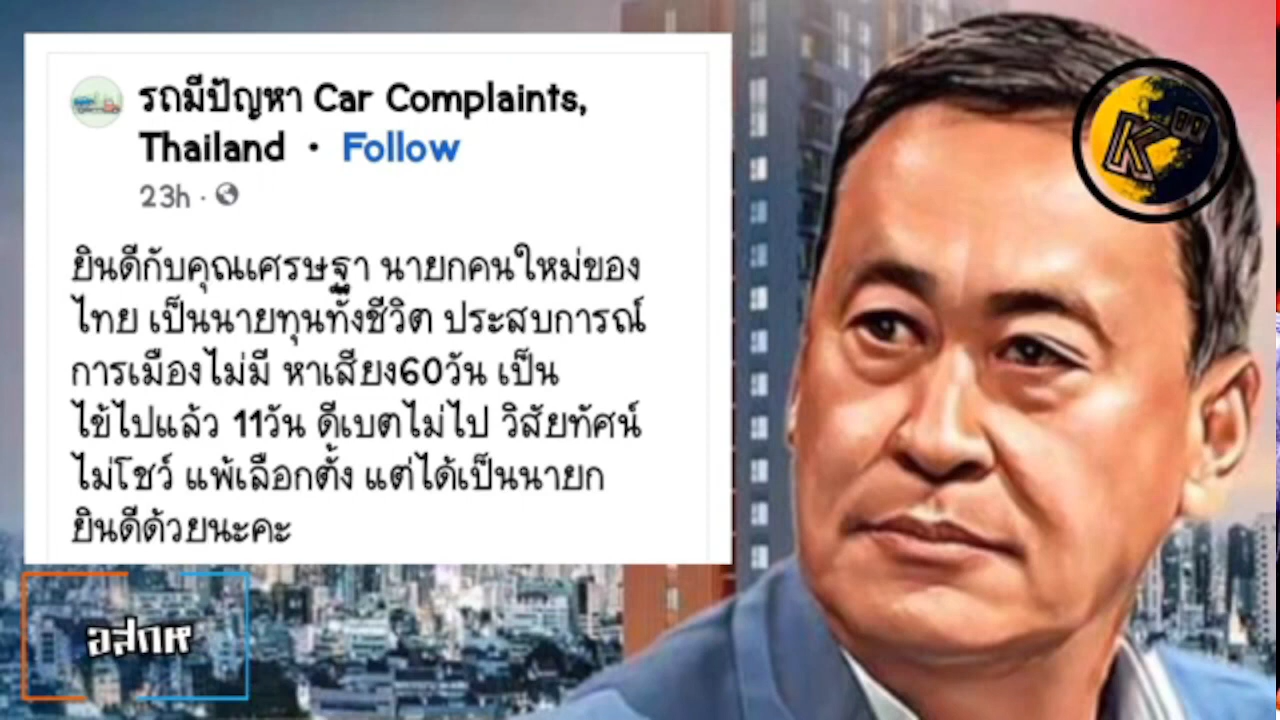 รถมีปัญหา Car Complaints,
Thailand · Follow
23h ·
ยินดีกับคุณเศรษฐา นายกคนใหม่ของ
ไทย เป็นนายทุนทั้งชีวิต ประสบการณ์
การเมืองไม่มี หาเสียง60วัน เป็น
ไข้ไปแล้ว 11วัน ดีเบตไม่ไป วิสัยทัศน์
ไม่โชว์ แพ้เลือกตั้ง แต่ได้เป็นนายก
ยินดีด้วยนะคะ
อสกห
K